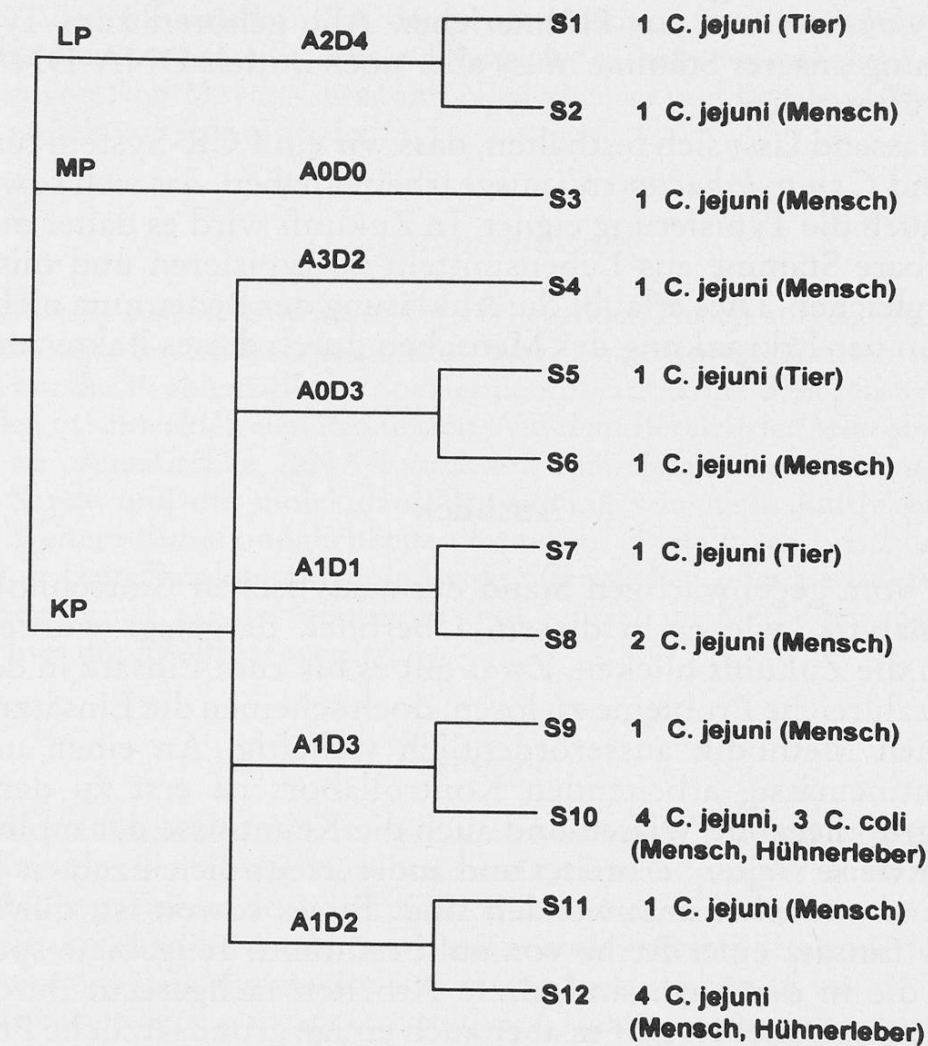 LP A2D4 S1 1 C. jejuni (Tier)
S2 1 C. jejuni (Mensch)
MP A0D0 S3 1 C. jejuni (Mensch)
A3D2 S4 1 C. jejuni (Mensch)
A0D3 S5 1 C. jejuni (Tier)
S6 1 C. jejuni (Mensch)
KP A1D1 S7 1 C. jejuni (Tier)
S8 2 C. jejuni (Mensch)
A1D3 S9 1 C. jejuni (Mensch)
S10 4 C. jejuni, 3 C. coli
(Mensch, Hühnerleber)
A1D2 S11 1 C. jejuni (Mensch)
S12 4 C. jejuni
(Mensch, Hühnerleber)